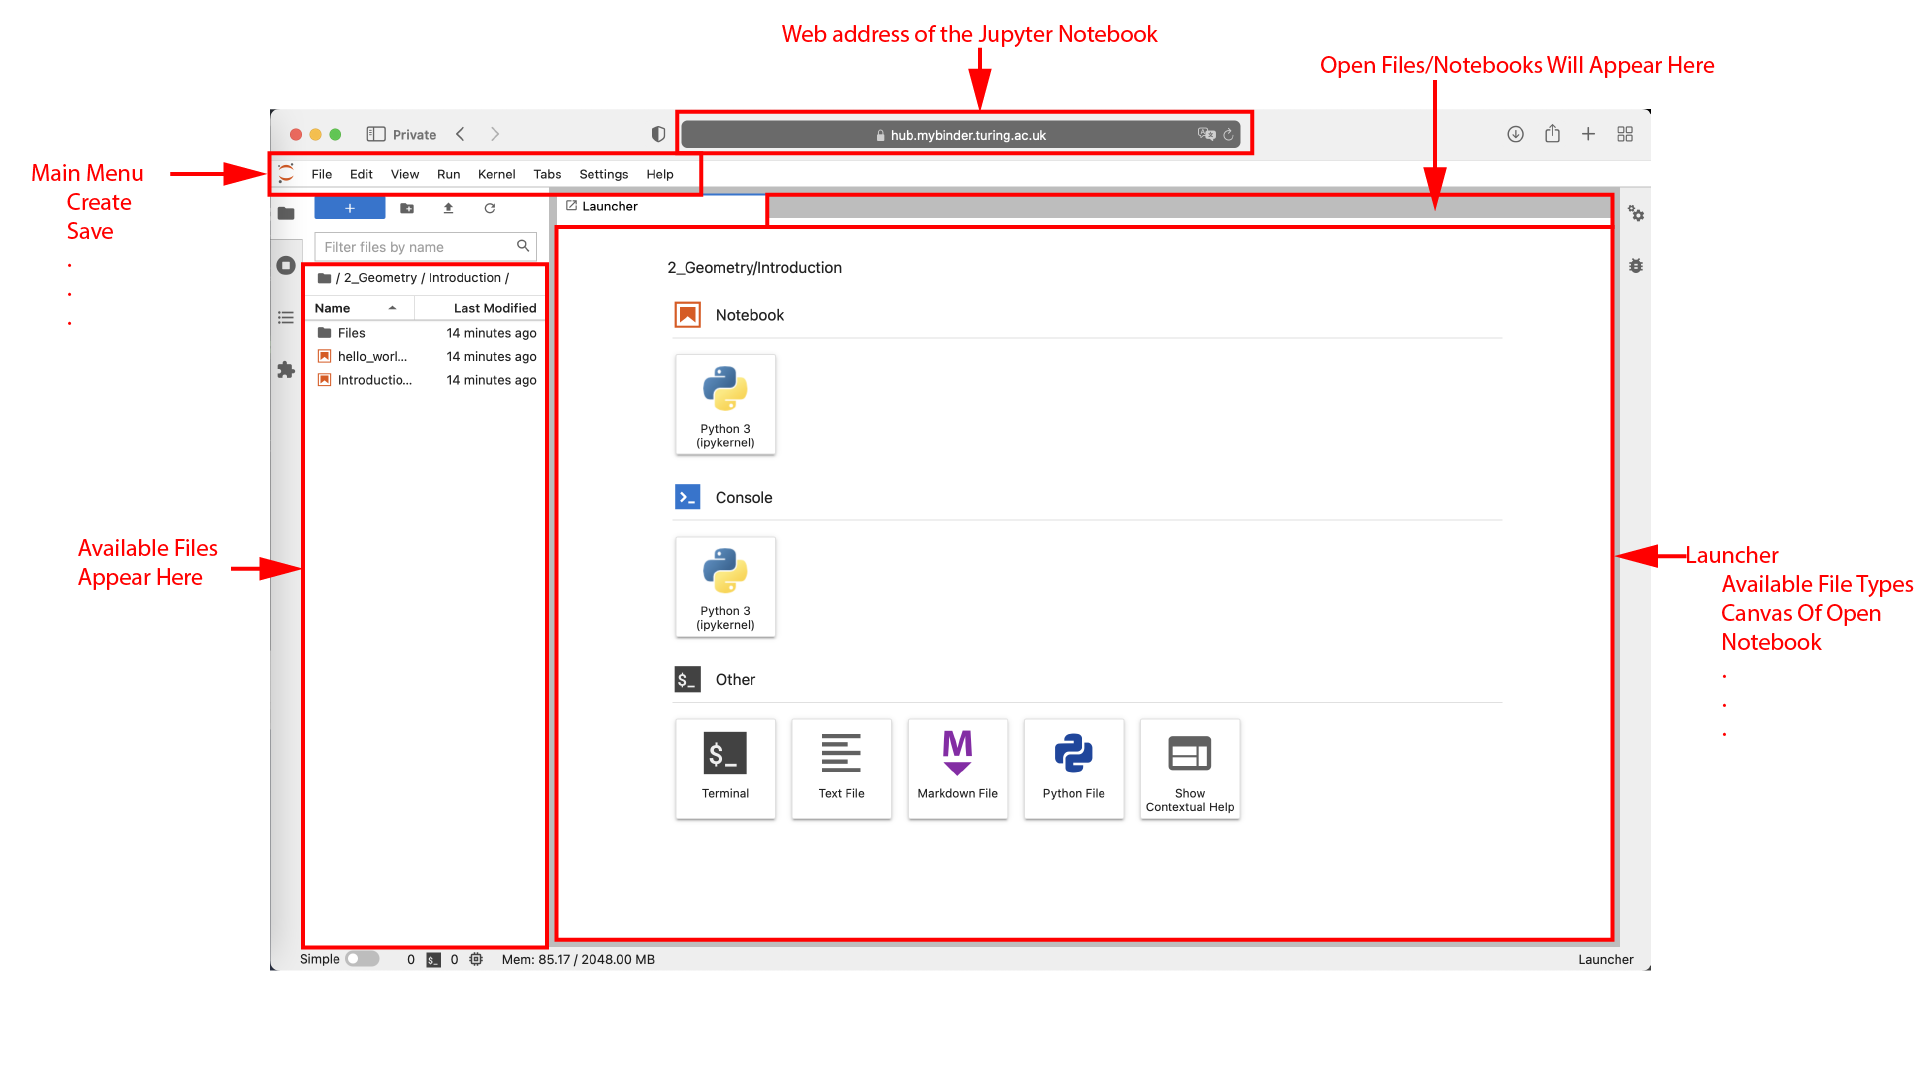 Web address of the Jupyter Notebook
Open Files/Notebooks Will Appear Here
Private
hub.mybinder.turing.ac.uk
Main Menu
Create
Save
.
.
.
File Edit View Run Kernel Tabs Settings Help
+
Launcher
Filter files by name
/ 2_Geometry / Introduction /
Name Last Modified
Files 14 minutes ago
hello_worl... 14 minutes ago
Introductio... 14 minutes ago
2_Geometry/Introduction
Notebook
Python 3
(ipykernel)
Console
Python 3
(ipykernel)
Other
$_
Terminal
Text File
Markdown File
Python File
Show
Contextual Help
Available Files
Appear Here
Launcher
Available File Types
Canvas Of Open
Notebook
.
.
.
Simple 0 $_ 0 Mem: 85.17 / 2048.00 MB
Launcher